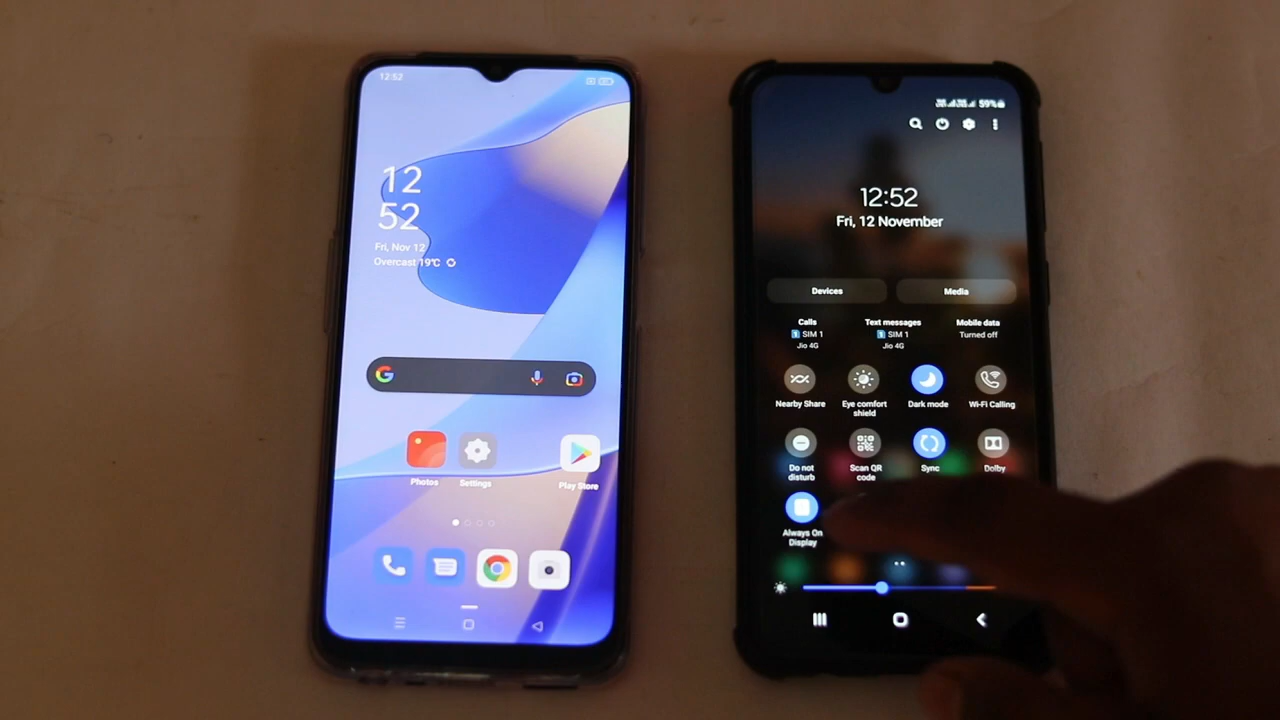 12:52
12
52
Fri, Nov 12
Overcast 19°C
G
Photos
Settings
Play Store
59%
12:52
Fri, 12 November
Devices
Media
Calls
Text messages
Mobile data
1 SIM 1
1 SIM 1
Turned off
Jio 4G
Jio 4G
Nearby Share
Eye comfort
shield
Dark mode
Wi-Fi Calling
Do not
disturb
Scan QR
code
Sync
Dolby
Always On
Display